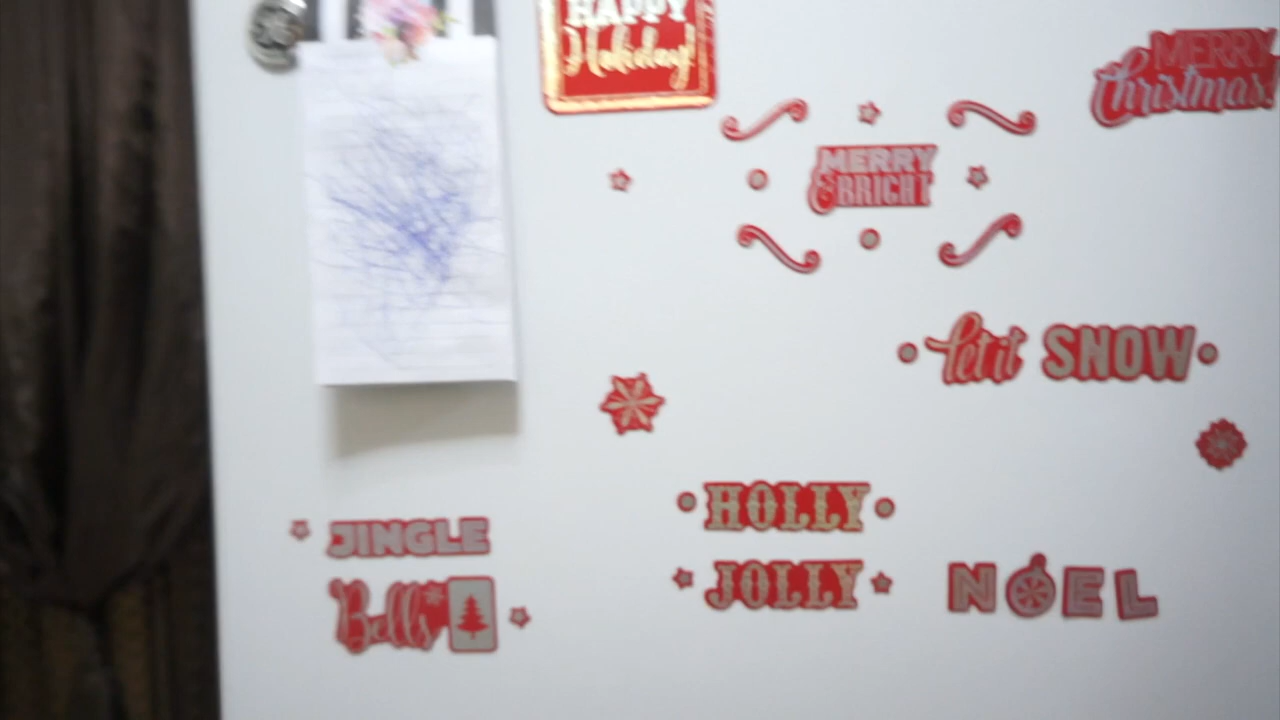 HAPPY
Holiday!
MERRY
Christmas!
MERRY
& BRIGHT
let it SNOW
HOLLY
JOLLY
NOEL
JINGLE
Bells